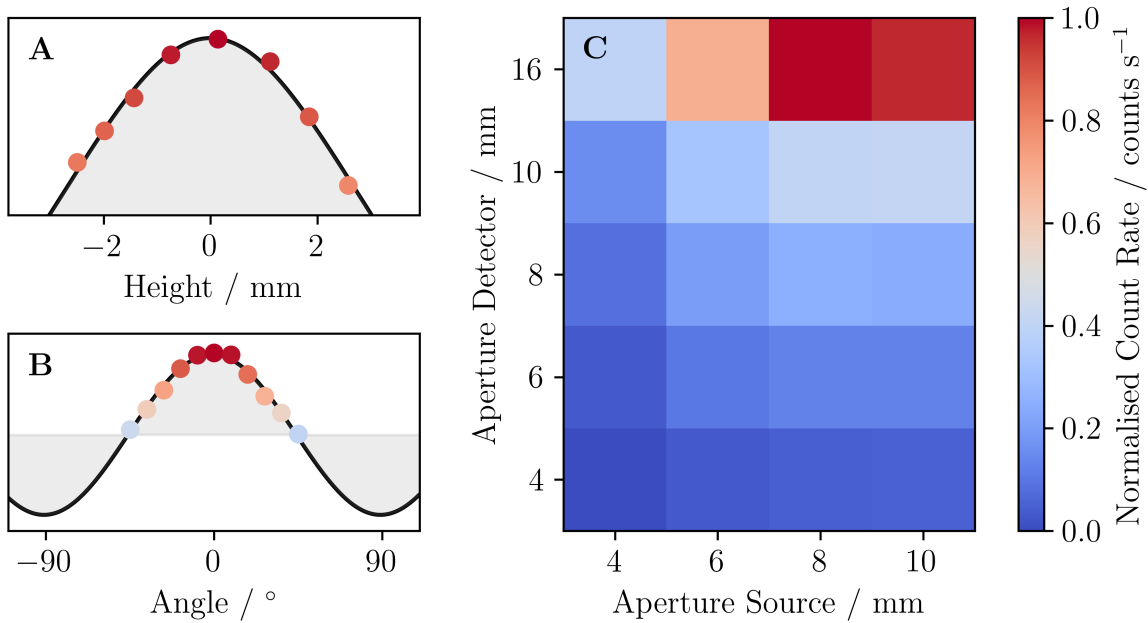 A
−2 0 2
Height / mm
B
−90 0 90
Angle / °
C
16
10
8
6
4
Aperture Detector / mm
4 6 8 10
Aperture Source / mm
1.0
0.8
0.6
0.4
0.2
0.0
Normalised Count Rate / counts s⁻¹